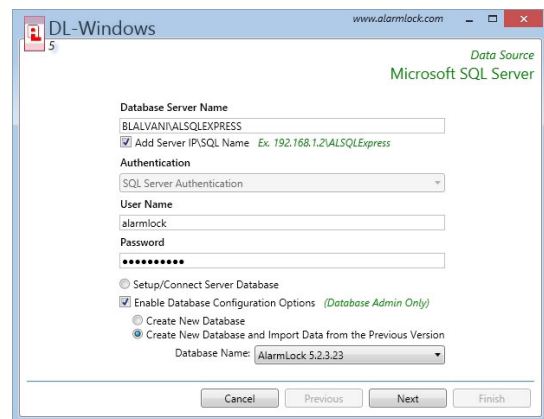 www.alarmlock.com
AL
DL-Windows
5
Data Source
Microsoft SQL Server
Database Server Name
BLALVANI\ALSQLEXPRESS
Add Server IP\SQL Name Ex. 192.168.1.2\ALSQLExpress
Authentication
SQL Server Authentication
User Name
alarmlock
Password
●●●●●●●●●●
Setup/Connect Server Database
Enable Database Configuration Options (Database Admin Only)
Create New Database
Create New Database and Import Data from the Previous Version
Database Name: AlarmLock 5.2.3.23
Cancel Previous Next Finish